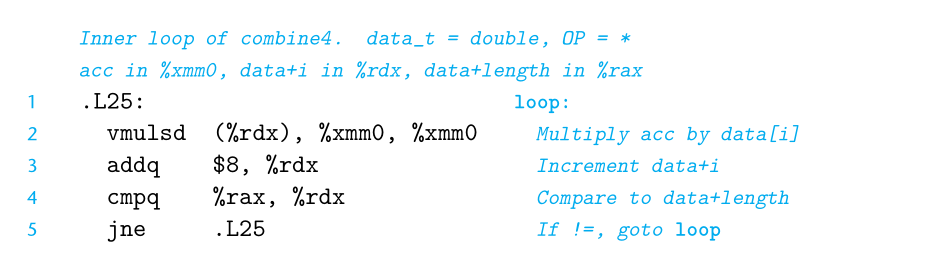 Inner loop of combine4. data_t = double, OP = *
acc in %xmm0, data+i in %rdx, data+length in %rax
1 .L25: loop:
2 vmulsd (%rdx), %xmm0, %xmm0 Multiply acc by data[i]
3 addq $8, %rdx Increment data+i
4 cmpq %rax, %rdx Compare to data+length
5 jne .L25 If !=, goto loop